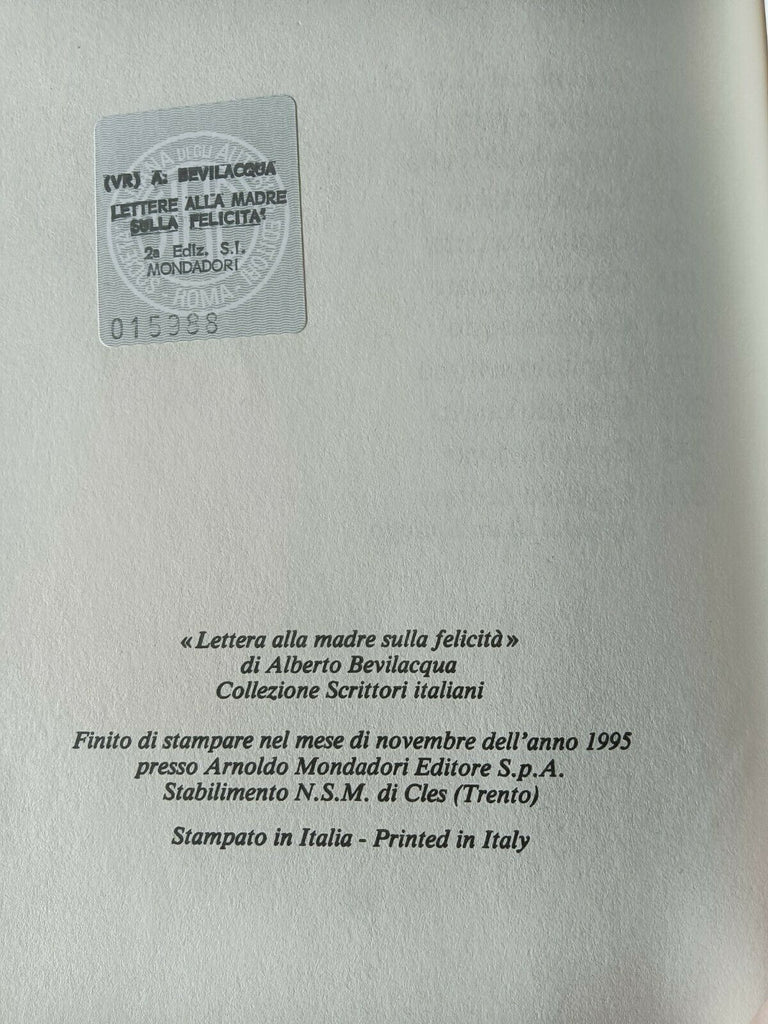 (VR) A. BEVILACQUA
LETTERE ALLA MADRE
SULLA FELICITA'
2a Ediz. S.I.
MONDADORI
ROMA
015988
«Lettera alla madre sulla felicità»
di Alberto Bevilacqua
Collezione Scrittori italiani
Finito di stampare nel mese di novembre dell'anno 1995
presso Arnoldo Mondadori Editore S.p.A.
Stabilimento N.S.M. di Cles (Trento)
Stampato in Italia - Printed in Italy